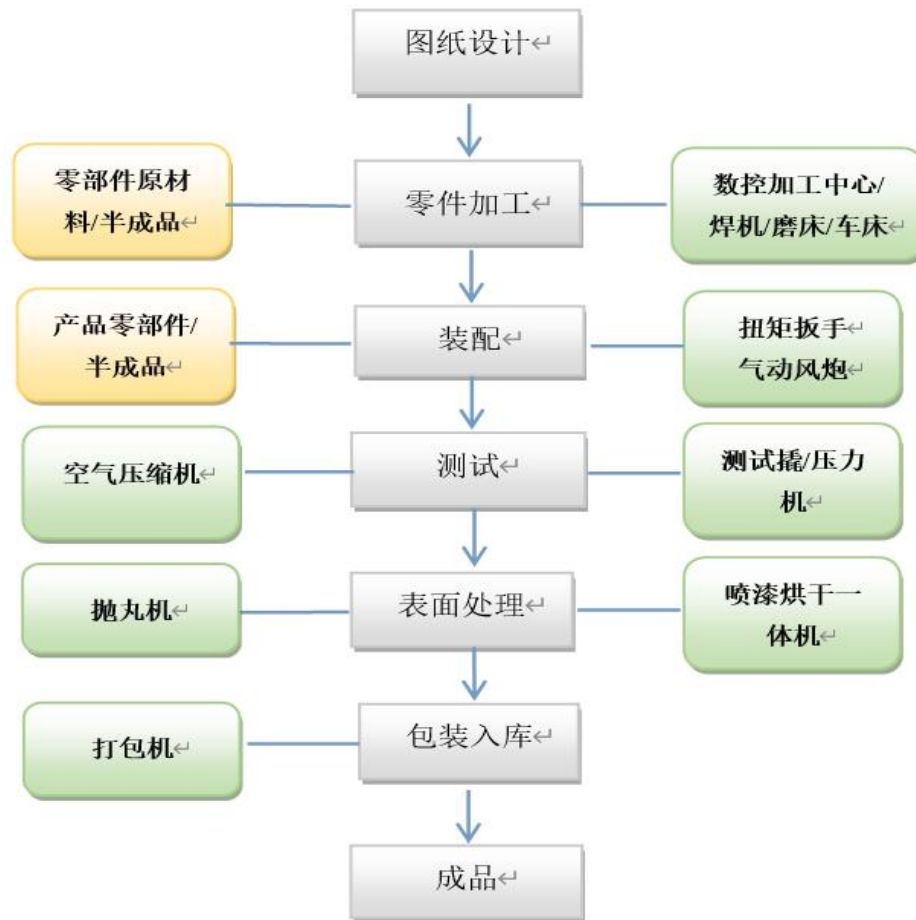 图纸设计
零部件原材
料/半成品
零件加工
数控加工中心/
焊机/磨床/车床
产品零部件/
半成品
装配
扭矩扳手
气动风炮
空气压缩机
测试
测试撬/压力
机
抛丸机
表面处理
喷漆烘干一
体机
打包机
包装入库
成品